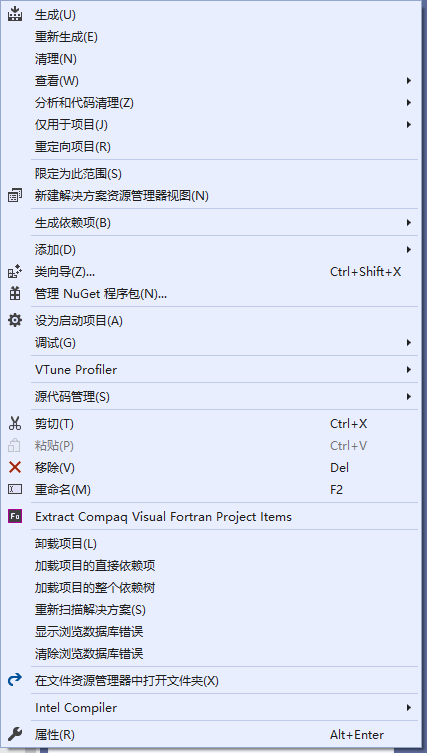 生成(U)
重新生成(E)
清理(N)
查看(W)
分析和代码清理(Z)
仅用于项目(J)
重定向项目(R)
限定为此范围(S)
新建解决方案资源管理器视图(N)
生成依赖项(B)
添加(D)
类向导(Z)... Ctrl+Shift+X
管理 NuGet 程序包(N)...
设为启动项目(A)
调试(G)
VTune Profiler
源代码管理(S)
剪切(T) Ctrl+X
粘贴(P) Ctrl+V
移除(V) Del
重命名(M) F2
Fo Extract Compaq Visual Fortran Project Items
卸载项目(L)
加载项目的直接依赖项
加载项目的整个依赖树
重新扫描解决方案(S)
显示浏览数据库错误
清除浏览数据库错误
在文件资源管理器中打开文件夹(X)
Intel Compiler
属性(R) Alt+Enter